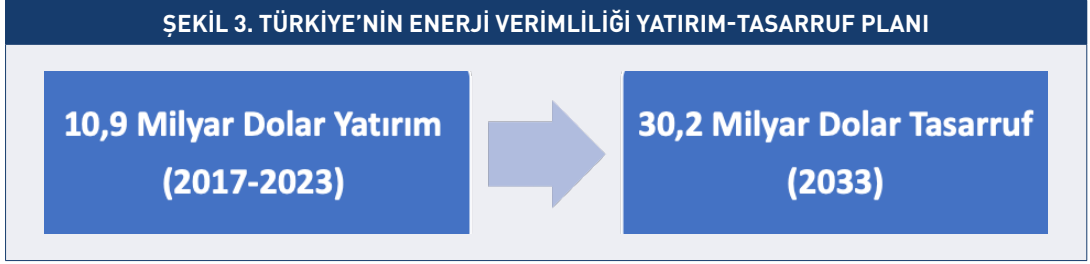 ŞEKİL 3. TÜRKİYE’NİN ENERJİ VERİMLİLİĞİ YATIRIM-TASARRUF PLANI
10,9 Milyar Dolar Yatırım
(2017-2023)
30,2 Milyar Dolar Tasarruf
(2033)